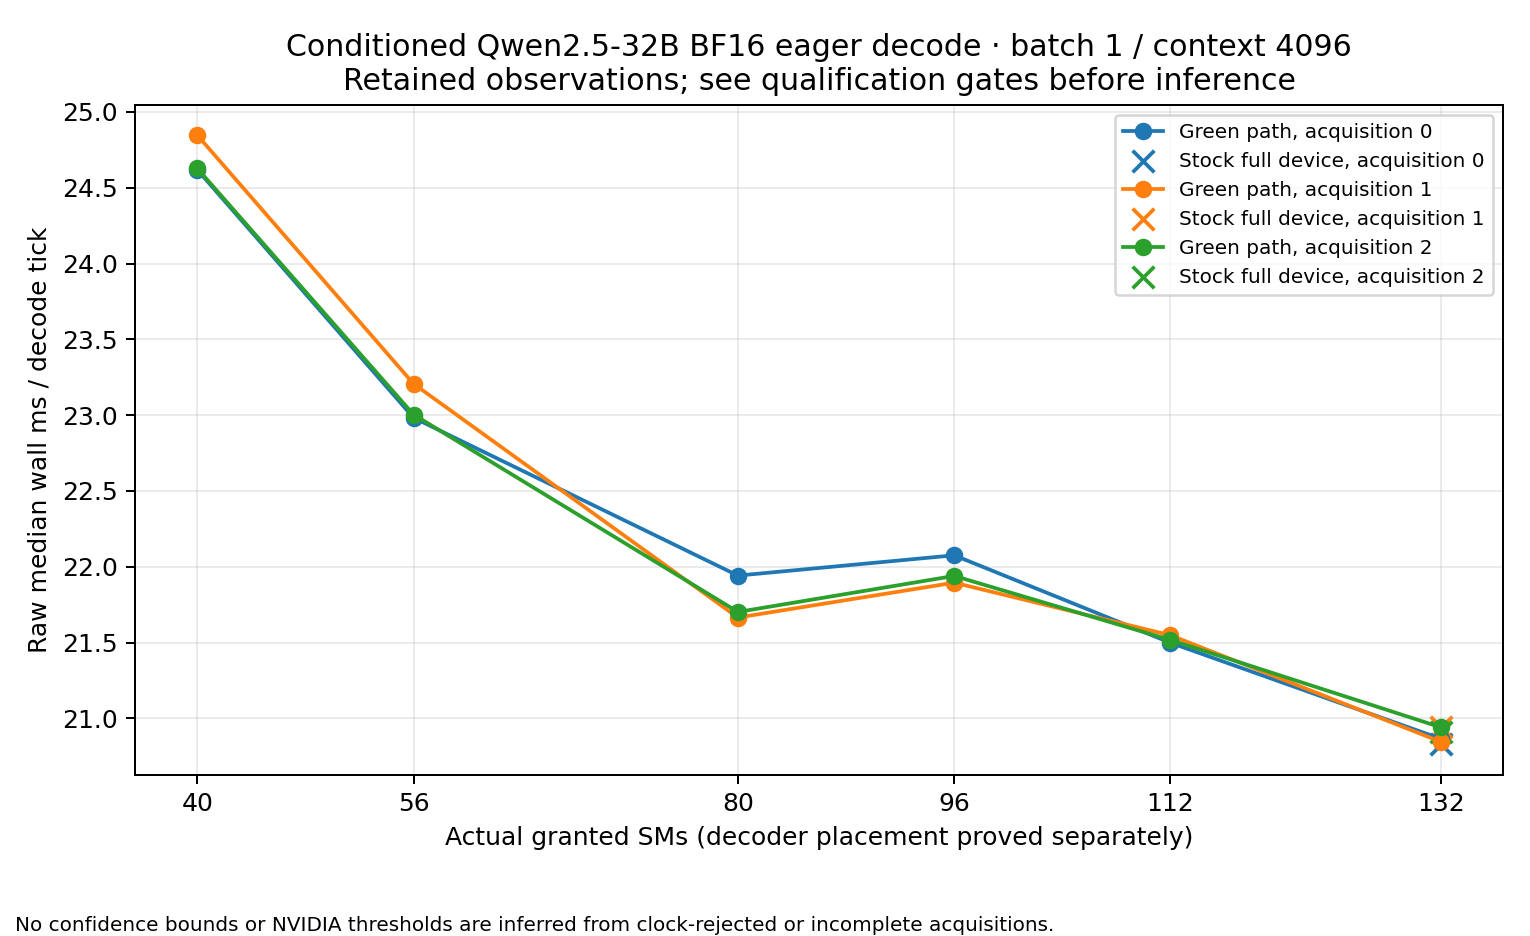 Conditioned Qwen2.5-32B BF16 eager decode · batch 1 / context 4096
Retained observations; see qualification gates before inference
Raw median wall ms / decode tick
25.0
24.5
24.0
23.5
23.0
22.5
22.0
21.5
21.0
Green path, acquisition 0
Stock full device, acquisition 0
Green path, acquisition 1
Stock full device, acquisition 1
Green path, acquisition 2
Stock full device, acquisition 2
40
56
80
96
112
132
Actual granted SMs (decoder placement proved separately)
No confidence bounds or NVIDIA thresholds are inferred from clock-rejected or incomplete acquisitions.